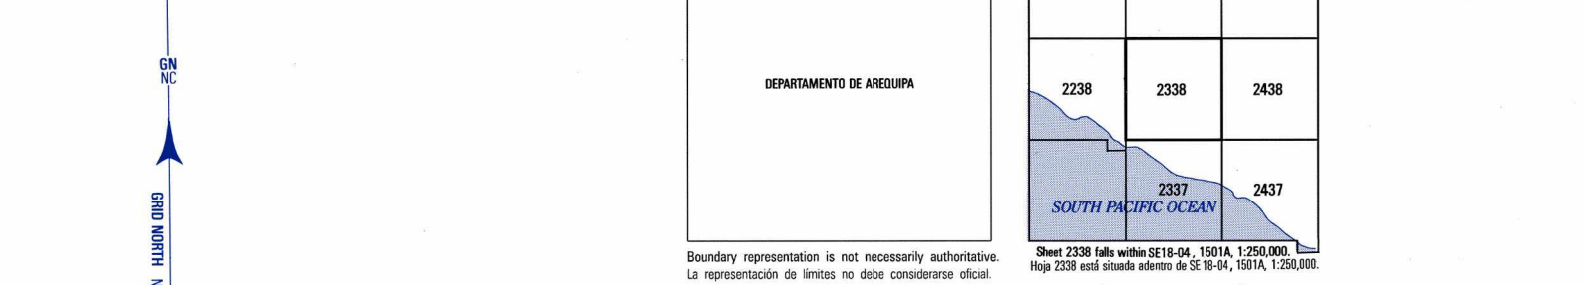 GN
NC
GRID NORTH
DEPARTAMENTO DE AREQUIPA
Boundary representation is not necessarily authoritative.
La representación de límites no debe considerarse oficial.
2238
2338
2438
2337
2437
SOUTH PACIFIC OCEAN
Sheet 2338 falls within SE18-04, 1501A, 1:250,000.
Hoja 2338 está situada adentro de SE 18-04, 1501A, 1:250,000.